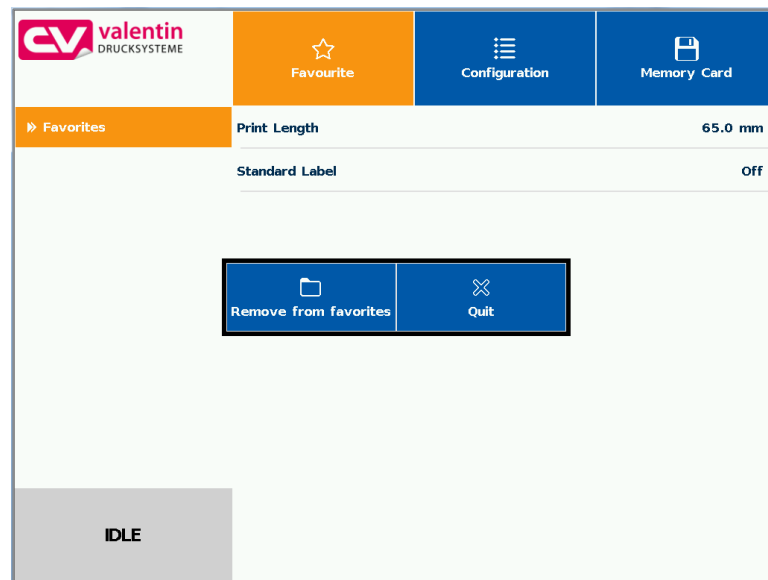 CV valentin
DRUCKSYSTEME
Favourite
Configuration
Memory Card
Favorites
Print Length 65.0 mm
Standard Label Off
Remove from favorites
Quit
IDLE